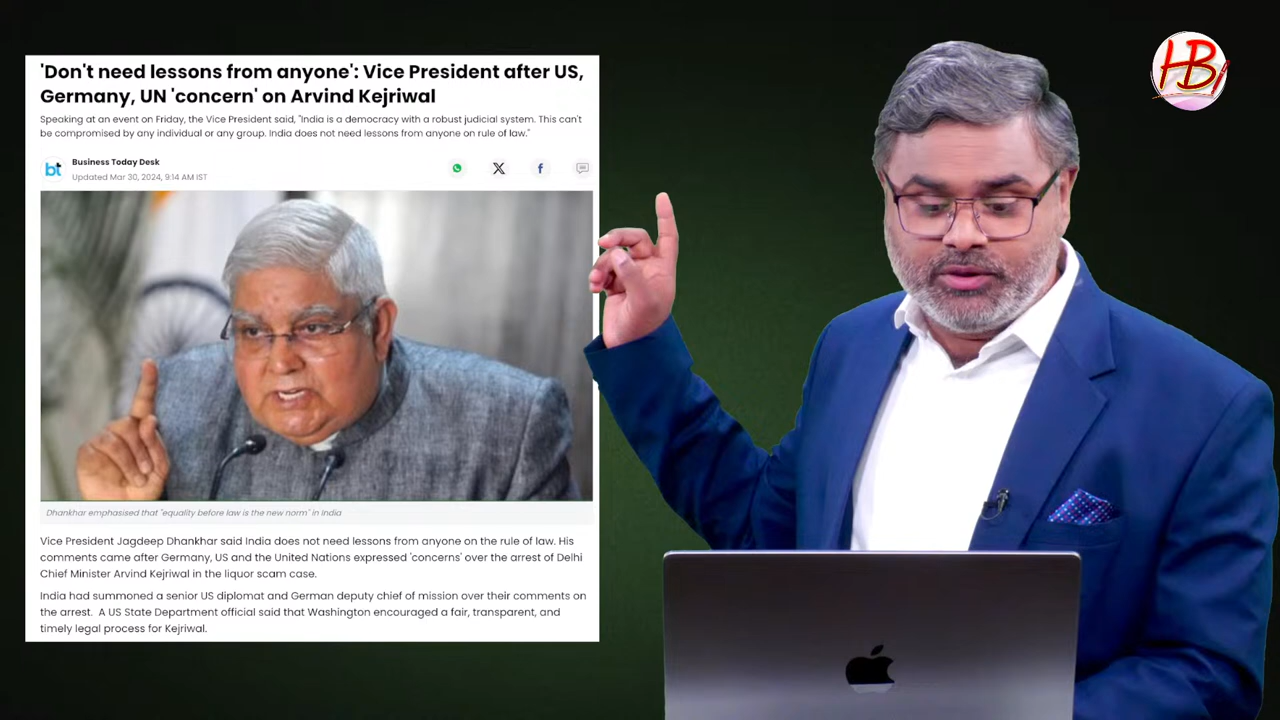 'Don't need lessons from anyone': Vice President after US,
Germany, UN 'concern' on Arvind Kejriwal
Speaking at an event on Friday, the Vice President said, "India is a democracy with a robust judicial system. This can't
be compromised by any individual or any group. India does not need lessons from anyone on rule of law."
bt
Business Today Desk
Updated Mar 30, 2024, 9:14 AM IST
Dhankhar emphasised that "equality before law is the new norm" in India
Vice President Jagdeep Dhankhar said India does not need lessons from anyone on the rule of law. His
comments came after Germany, US and the United Nations expressed 'concerns' over the arrest of Delhi
Chief Minister Arvind Kejriwal in the liquor scam case.
India had summoned a senior US diplomat and German deputy chief of mission over their comments on
the arrest.  A US State Department official said that Washington encouraged a fair, transparent, and
timely legal process for Kejriwal.
HB